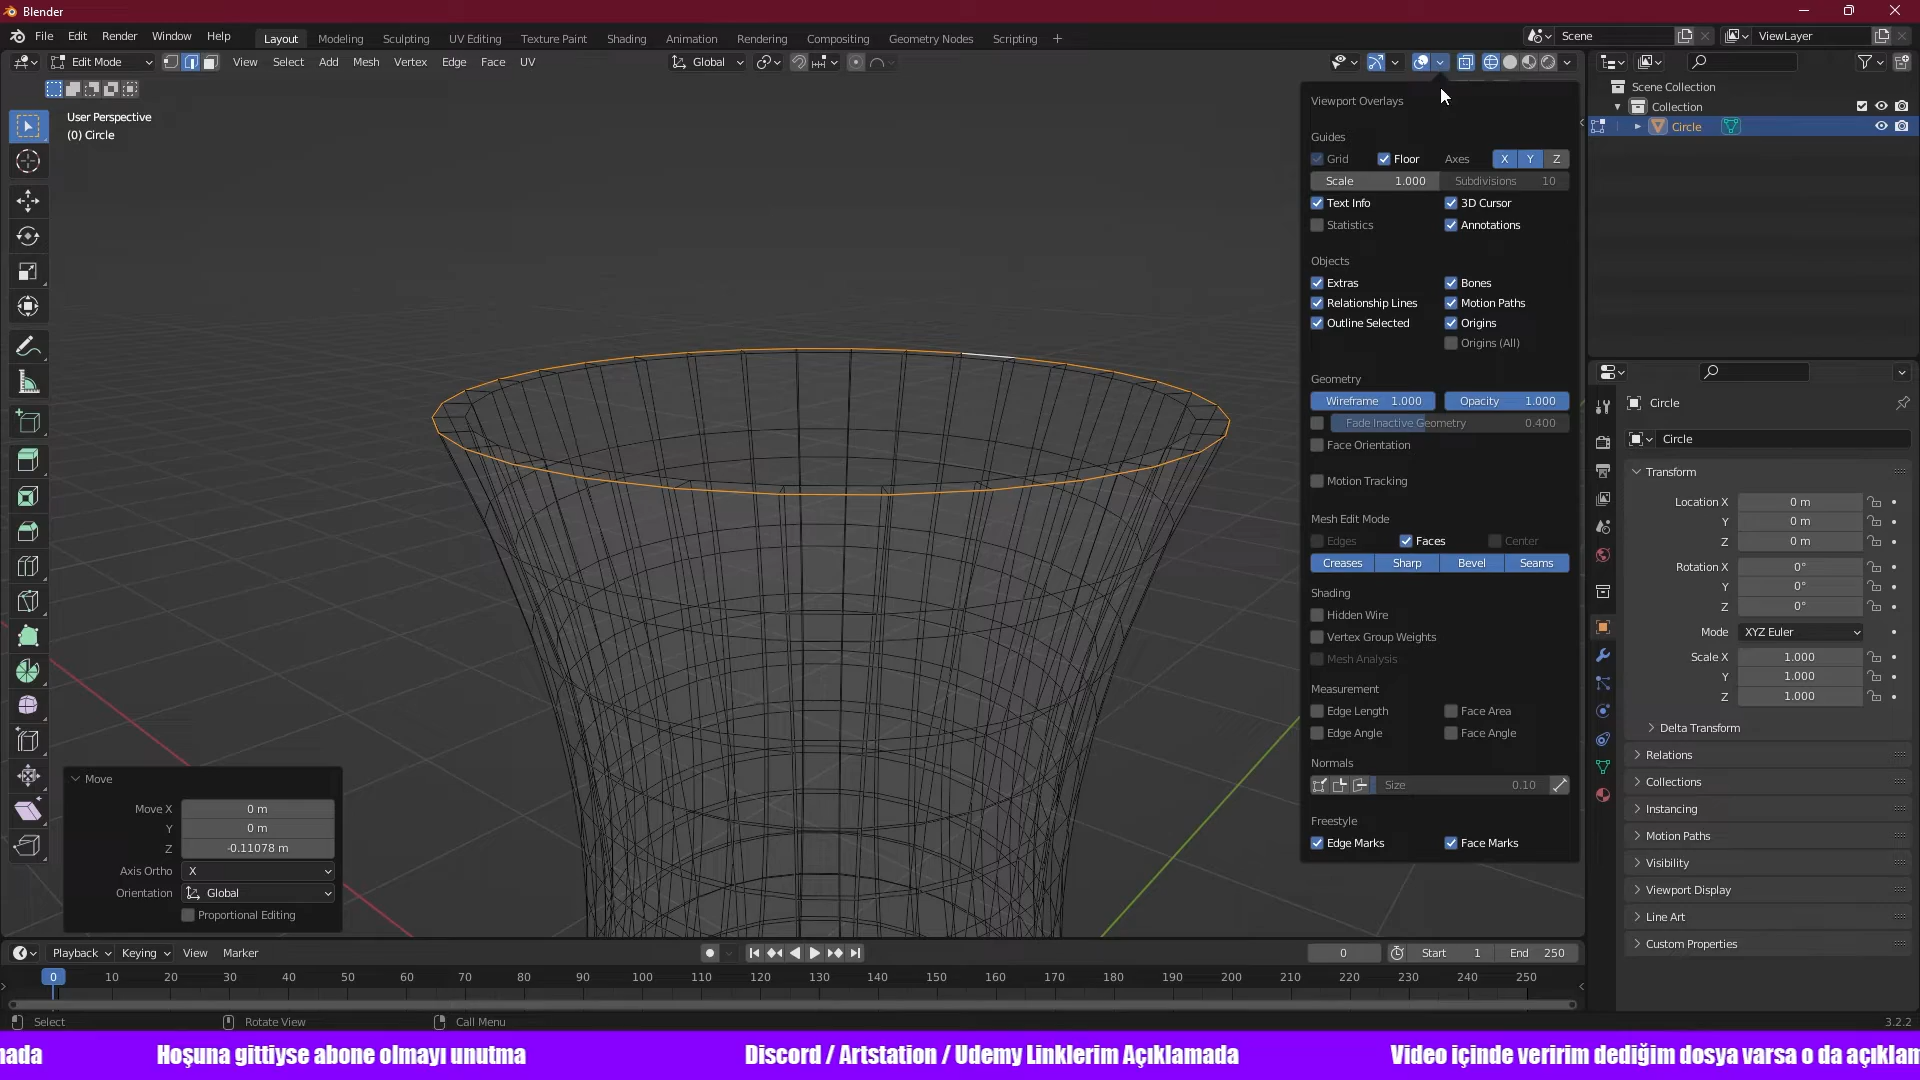 Blender
File Edit Render Window Help Layout Modeling Sculpting UV Editing Texture Paint Shading Animation Rendering Compositing Geometry Nodes Scripting + Scene ViewLayer
Edit Mode View Select Add Mesh Vertex Edge Face UV Global
User Perspective
(0) Circle
Viewport Overlays
Guides
Grid Floor Axes X Y Z
Scale 1.000 Subdivisions 10
Text Info 3D Cursor
Statistics Annotations
Objects
Extras Bones
Relationship Lines Motion Paths
Outline Selected Origins
Origins (All)
Geometry
Wireframe 1.000 Opacity 1.000
Fade Inactive Geometry 0.400
Face Orientation
Motion Tracking
Mesh Edit Mode
Edges Faces Center
Creases Sharp Bevel Seams
Shading
Hidden Wire
Vertex Group Weights
Mesh Analysis
Measurement
Edge Length Face Area
Edge Angle Face Angle
Normals
Size 0.10
Freestyle
Edge Marks Face Marks
Scene Collection
Collection
Circle
Circle
Circle
Transform
Location X 0 m
Y 0 m
Z 0 m
Rotation X 0°
Y 0°
Z 0°
Mode XYZ Euler
Scale X 1.000
Y 1.000
Z 1.000
Delta Transform
Relations
Collections
Instancing
Motion Paths
Visibility
Viewport Display
Line Art
Custom Properties
Move
Move X 0 m
Y 0 m
Z -0.11078 m
Axis Ortho X
Orientation Global
Proportional Editing
Playback Keying View Marker 0 Start 1 End 250
0 10 20 30 40 50 60 70 80 90 100 110 120 130 140 150 160 170 180 190 200 210 220 230 240 250
Select Rotate View Call Menu 3.2.2
mada Hoşuna gittiyse abone olmayı unutma Discord / Artstation / Udemy Linklerim Açıklamada Video içinde veririm dediğim dosya varsa o da açıklam